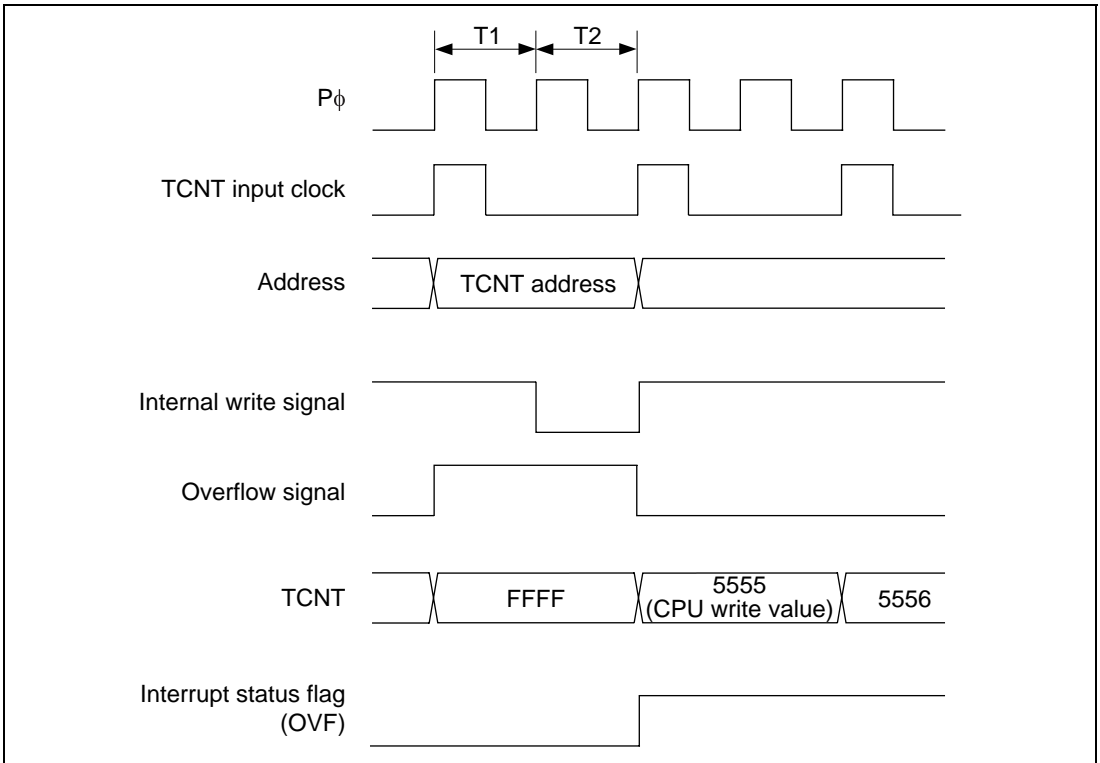 T1 T2
Pϕ
TCNT input clock
Address
TCNT address
Internal write signal
Overflow signal
TCNT
FFFF
5555
(CPU write value)
5556
Interrupt status flag
(OVF)